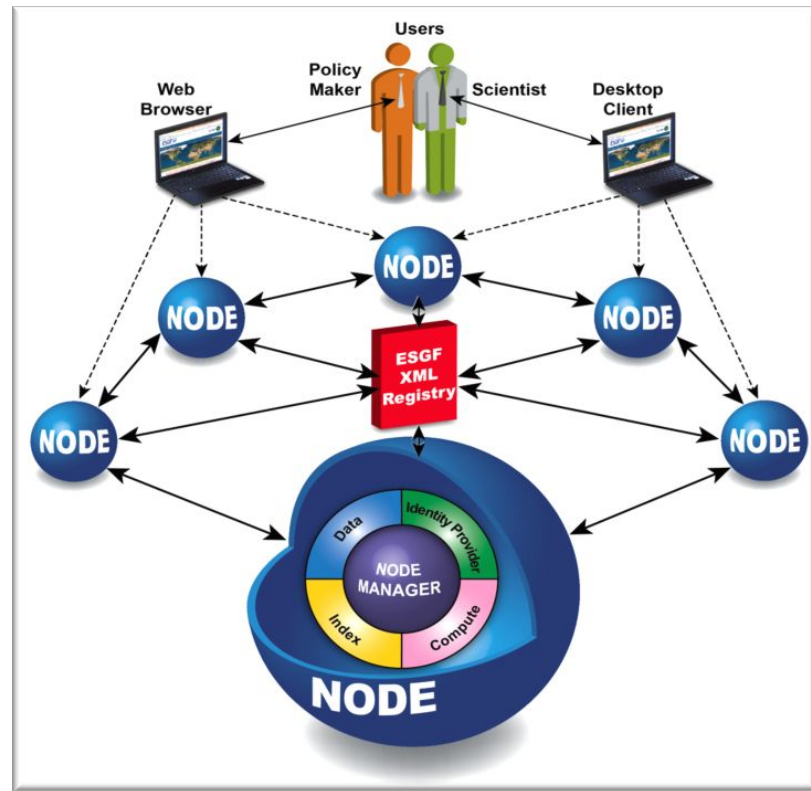 Users
Policy
Maker
Scientist
Web
Browser
Desktop
Client
NODE
NODE
NODE
ESGF
XML
Registry
NODE
NODE
Data
Identity Provider
NODE
MANAGER
Index
Compute
NODE